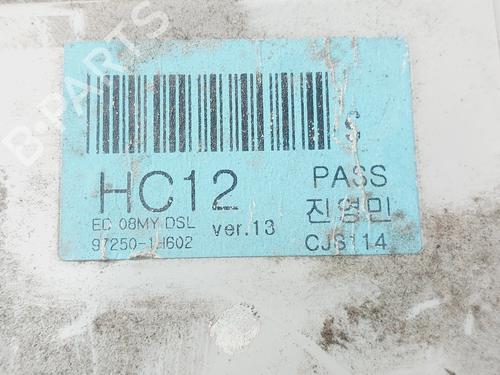 S
HC12
PASS
ED 08MY DSL
ver.13
진영민
97250-1H602
CJS114
B-PARTS